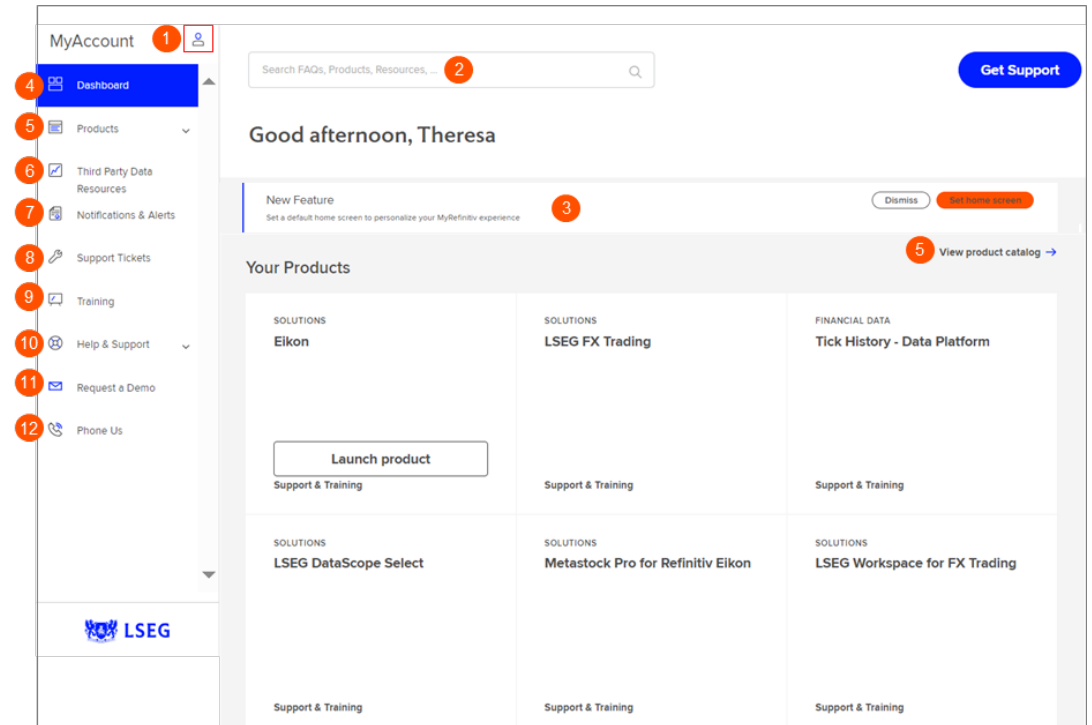 MyAccount 1
Search FAQs, Products, Resources, ... 2
Get Support
4 Dashboard
5 Products
Good afternoon, Theresa
6 Third Party Data
Resources
7 Notifications & Alerts
8 Support Tickets
9 Training
10 Help & Support
11 Request a Demo
12 Phone Us
LSEG
New Feature
Set a default home screen to personalize your MyRefinitiv experience
3
Dismiss
Set home screen
5 View product catalog →
Your Products
SOLUTIONS
Eikon
Launch product
Support & Training
SOLUTIONS
LSEG FX Trading
Support & Training
FINANCIAL DATA
Tick History - Data Platform
Support & Training
SOLUTIONS
LSEG DataScope Select
Support & Training
SOLUTIONS
Metastock Pro for Refinitiv Eikon
Support & Training
SOLUTIONS
LSEG Workspace for FX Trading
Support & Training